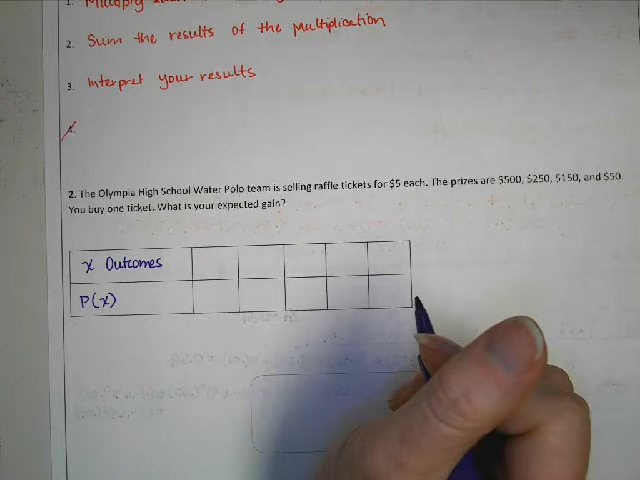 1. Multiply
2. Sum the results of the multiplication
3. Interpret your results
2. The Olympia High School Water Polo team is selling raffle tickets for $5 each. The prizes are $500, $250, $150, and $50.
You buy one ticket. What is your expected gain?
x Outcomes
P(x)